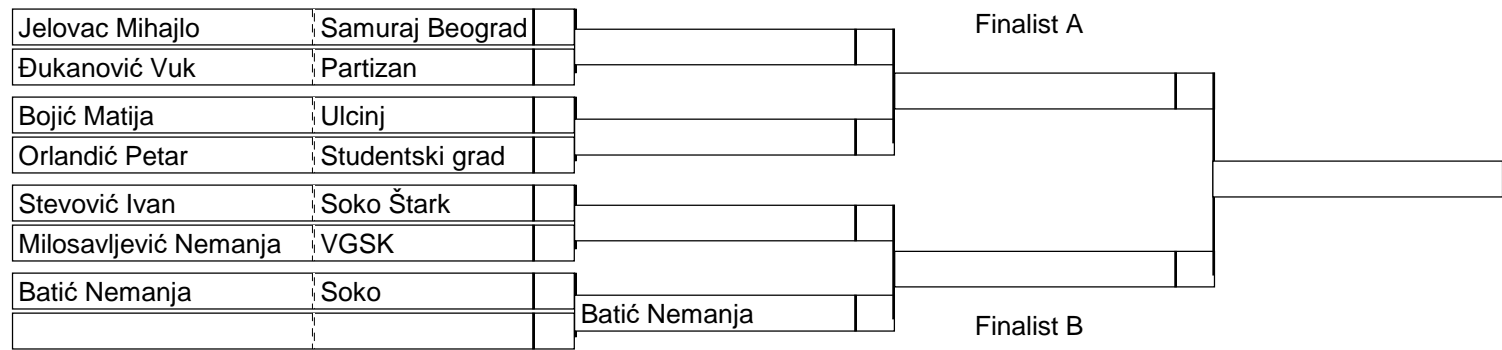 Jelovac Mihajlo Samuraj Beograd
Finalist A
Đukanović Vuk Partizan
Bojić Matija Ulcinj
Orlandić Petar Studentski grad
Stevović Ivan Soko Štark
Milosavljević Nemanja VGSK
Batić Nemanja Soko
Batić Nemanja
Finalist B